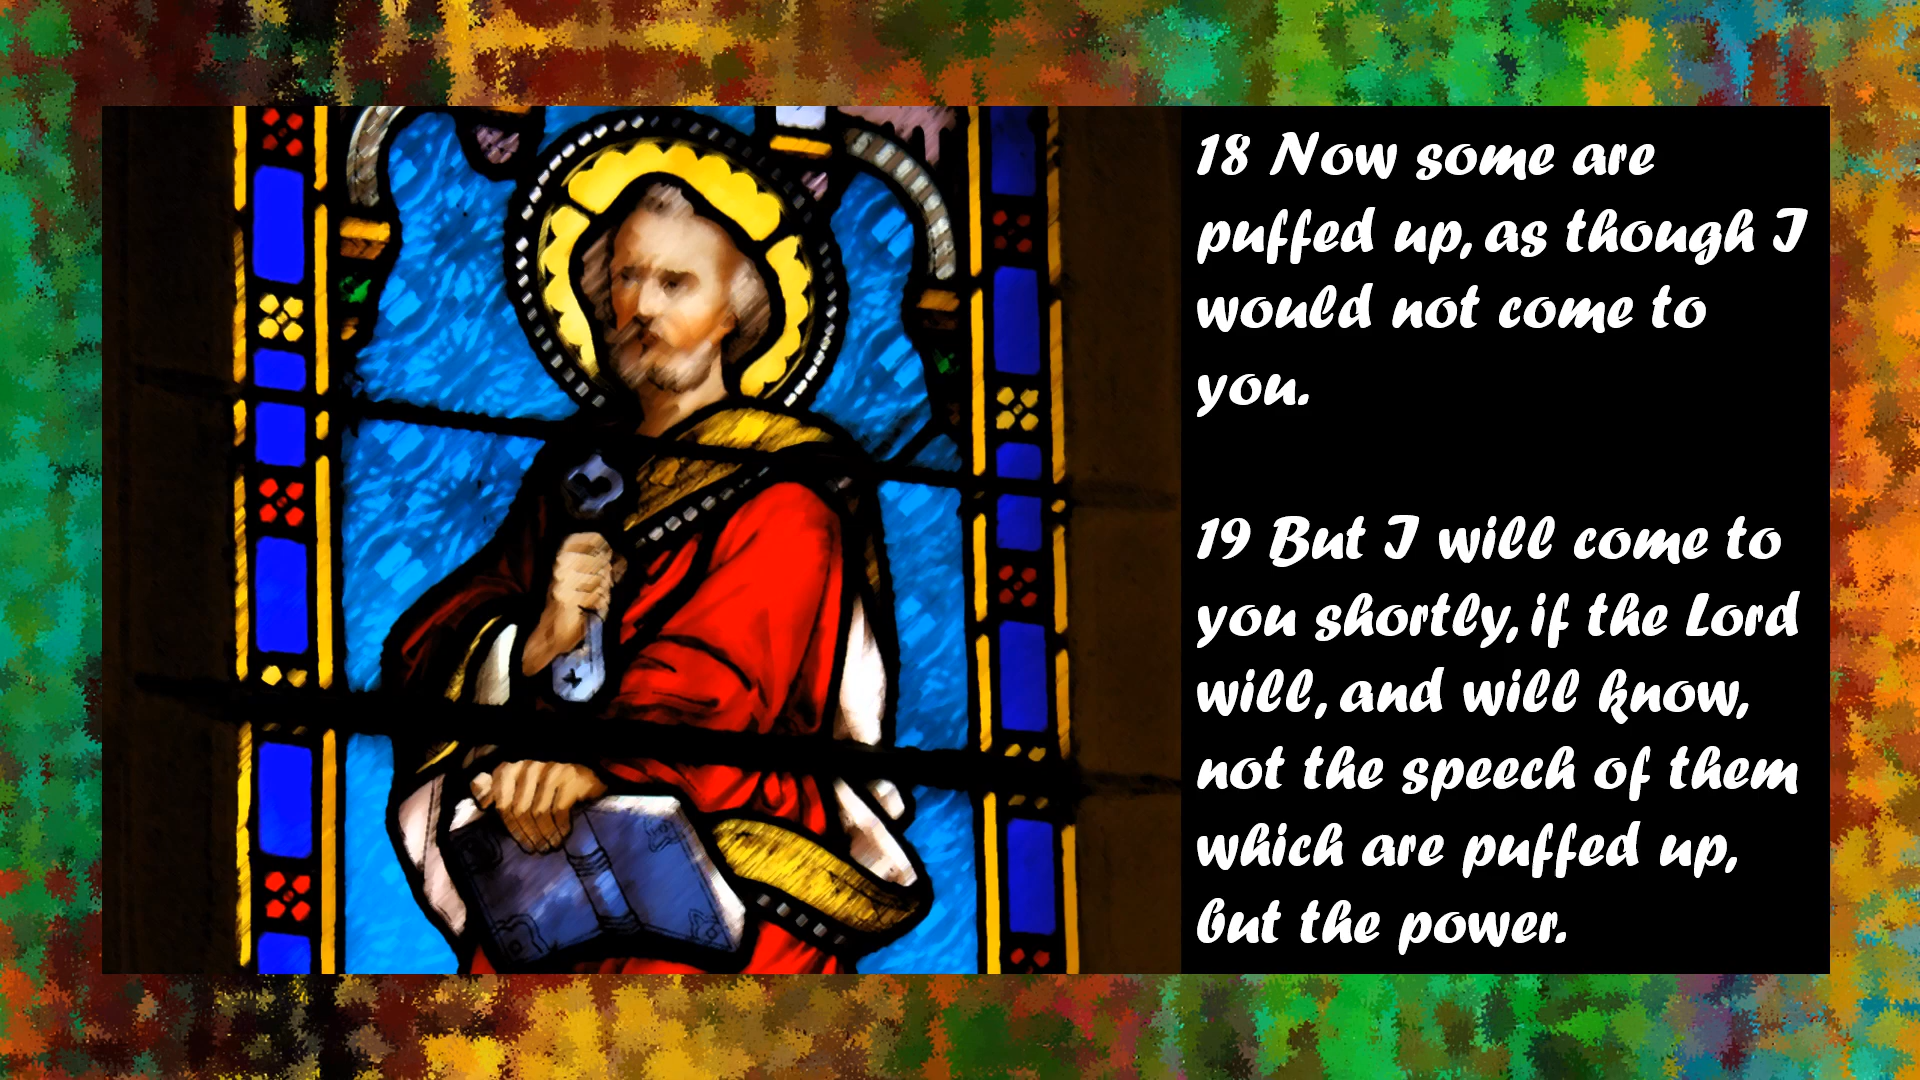 18 Now some are
puffed up, as though I
would not come to
you.
19 But I will come to
you shortly, if the Lord
will, and will know,
not the speech of them
which are puffed up,
but the power.